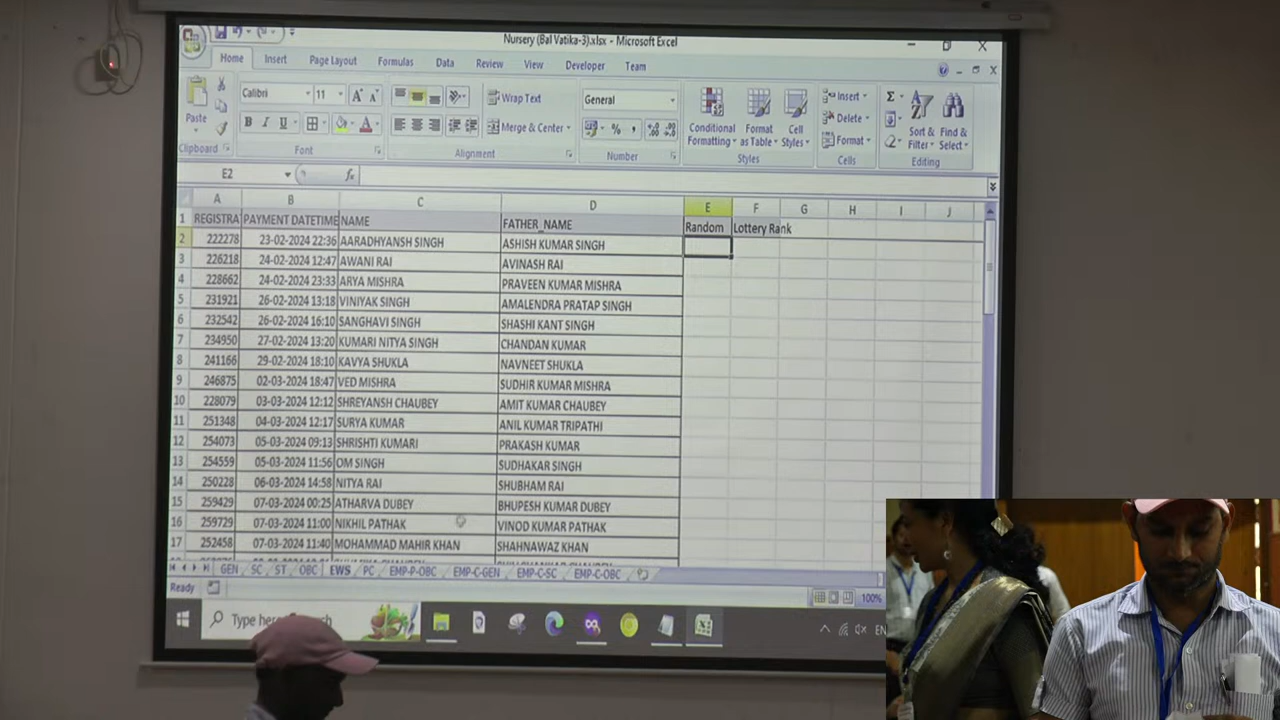 Nursery (Bal Vatika-3).xlsx - Microsoft Excel
Home Insert Page Layout Formulas Data Review View Developer Team
Paste
Calibri 11
B I U
Wrap Text
Merge & Center
General
% ,
Conditional Formatting
Format as Table
Cell Styles
Insert
Delete
Format
Σ
Sort & Filter
Find & Select
Clipboard Font Alignment Number Styles Cells Editing
E2 fx
A B C D E F G H I J
1 REGISTRA PAYMENT DATETIME NAME FATHER_NAME Random Lottery Rank
2 222278 23-02-2024 22:36 AARADHYANSH SINGH ASHISH KUMAR SINGH
3 226218 24-02-2024 12:47 AWANI RAI AVINASH RAI
4 228662 24-02-2024 23:33 ARYA MISHRA PRAVEEN KUMAR MISHRA
5 231921 26-02-2024 13:18 VINIYAK SINGH AMALENDRA PRATAP SINGH
6 232542 26-02-2024 16:10 SANGHAVI SINGH SHASHI KANT SINGH
7 234950 27-02-2024 13:20 KUMARI NITYA SINGH CHANDAN KUMAR
8 241166 29-02-2024 18:10 KAVYA SHUKLA NAVNEET SHUKLA
9 246875 02-03-2024 18:47 VED MISHRA SUDHIR KUMAR MISHRA
10 228079 03-03-2024 12:12 SHREYANSH CHAUBEY AMIT KUMAR CHAUBEY
11 251348 04-03-2024 12:17 SURYA KUMAR ANIL KUMAR TRIPATHI
12 254073 05-03-2024 09:13 SHRISHTI KUMARI PRAKASH KUMAR
13 254559 05-03-2024 11:56 OM SINGH SUDHAKAR SINGH
14 250228 06-03-2024 14:58 NITYA RAI SHUBHAM RAI
15 259429 07-03-2024 00:25 ATHARVA DUBEY BHUPESH KUMAR DUBEY
16 259729 07-03-2024 11:00 NIKHIL PATHAK VINOD KUMAR PATHAK
17 252458 07-03-2024 11:40 MOHAMMAD MAHIR KHAN SHAHNAWAZ KHAN
GEN SC ST OBC EWS PC EMP-P-OBC EMP-C-GEN EMP-C-SC EMP-C-OBC
Ready 100%
Type here
EN